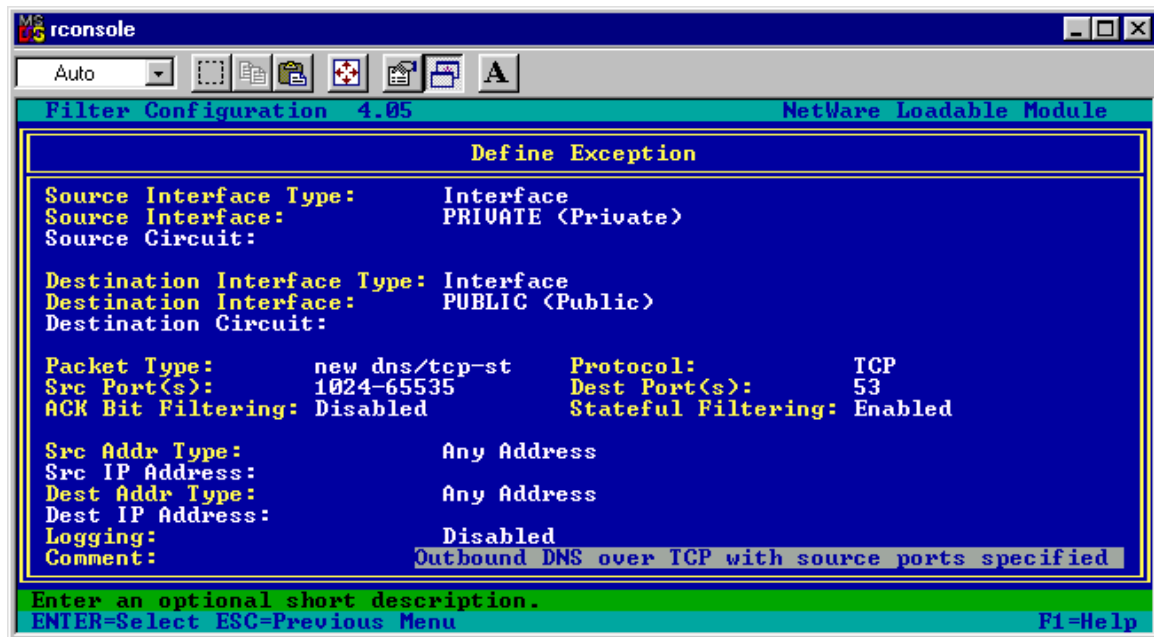 MS DS rconsole
Auto A
Filter Configuration 4.05 NetWare Loadable Module
Define Exception
Source Interface Type: Interface
Source Interface: PRIVATE (Private)
Source Circuit:
Destination Interface Type: Interface
Destination Interface: PUBLIC (Public)
Destination Circuit:
Packet Type: new dns/tcp-st Protocol: TCP
Src Port(s): 1024-65535 Dest Port(s): 53
ACK Bit Filtering: Disabled Stateful Filtering: Enabled
Src Addr Type: Any Address
Src IP Address:
Dest Addr Type: Any Address
Dest IP Address:
Logging: Disabled
Comment: Outbound DNS over TCP with source ports specified
Enter an optional short description.
ENTER=Select ESC=Previous Menu F1=Help